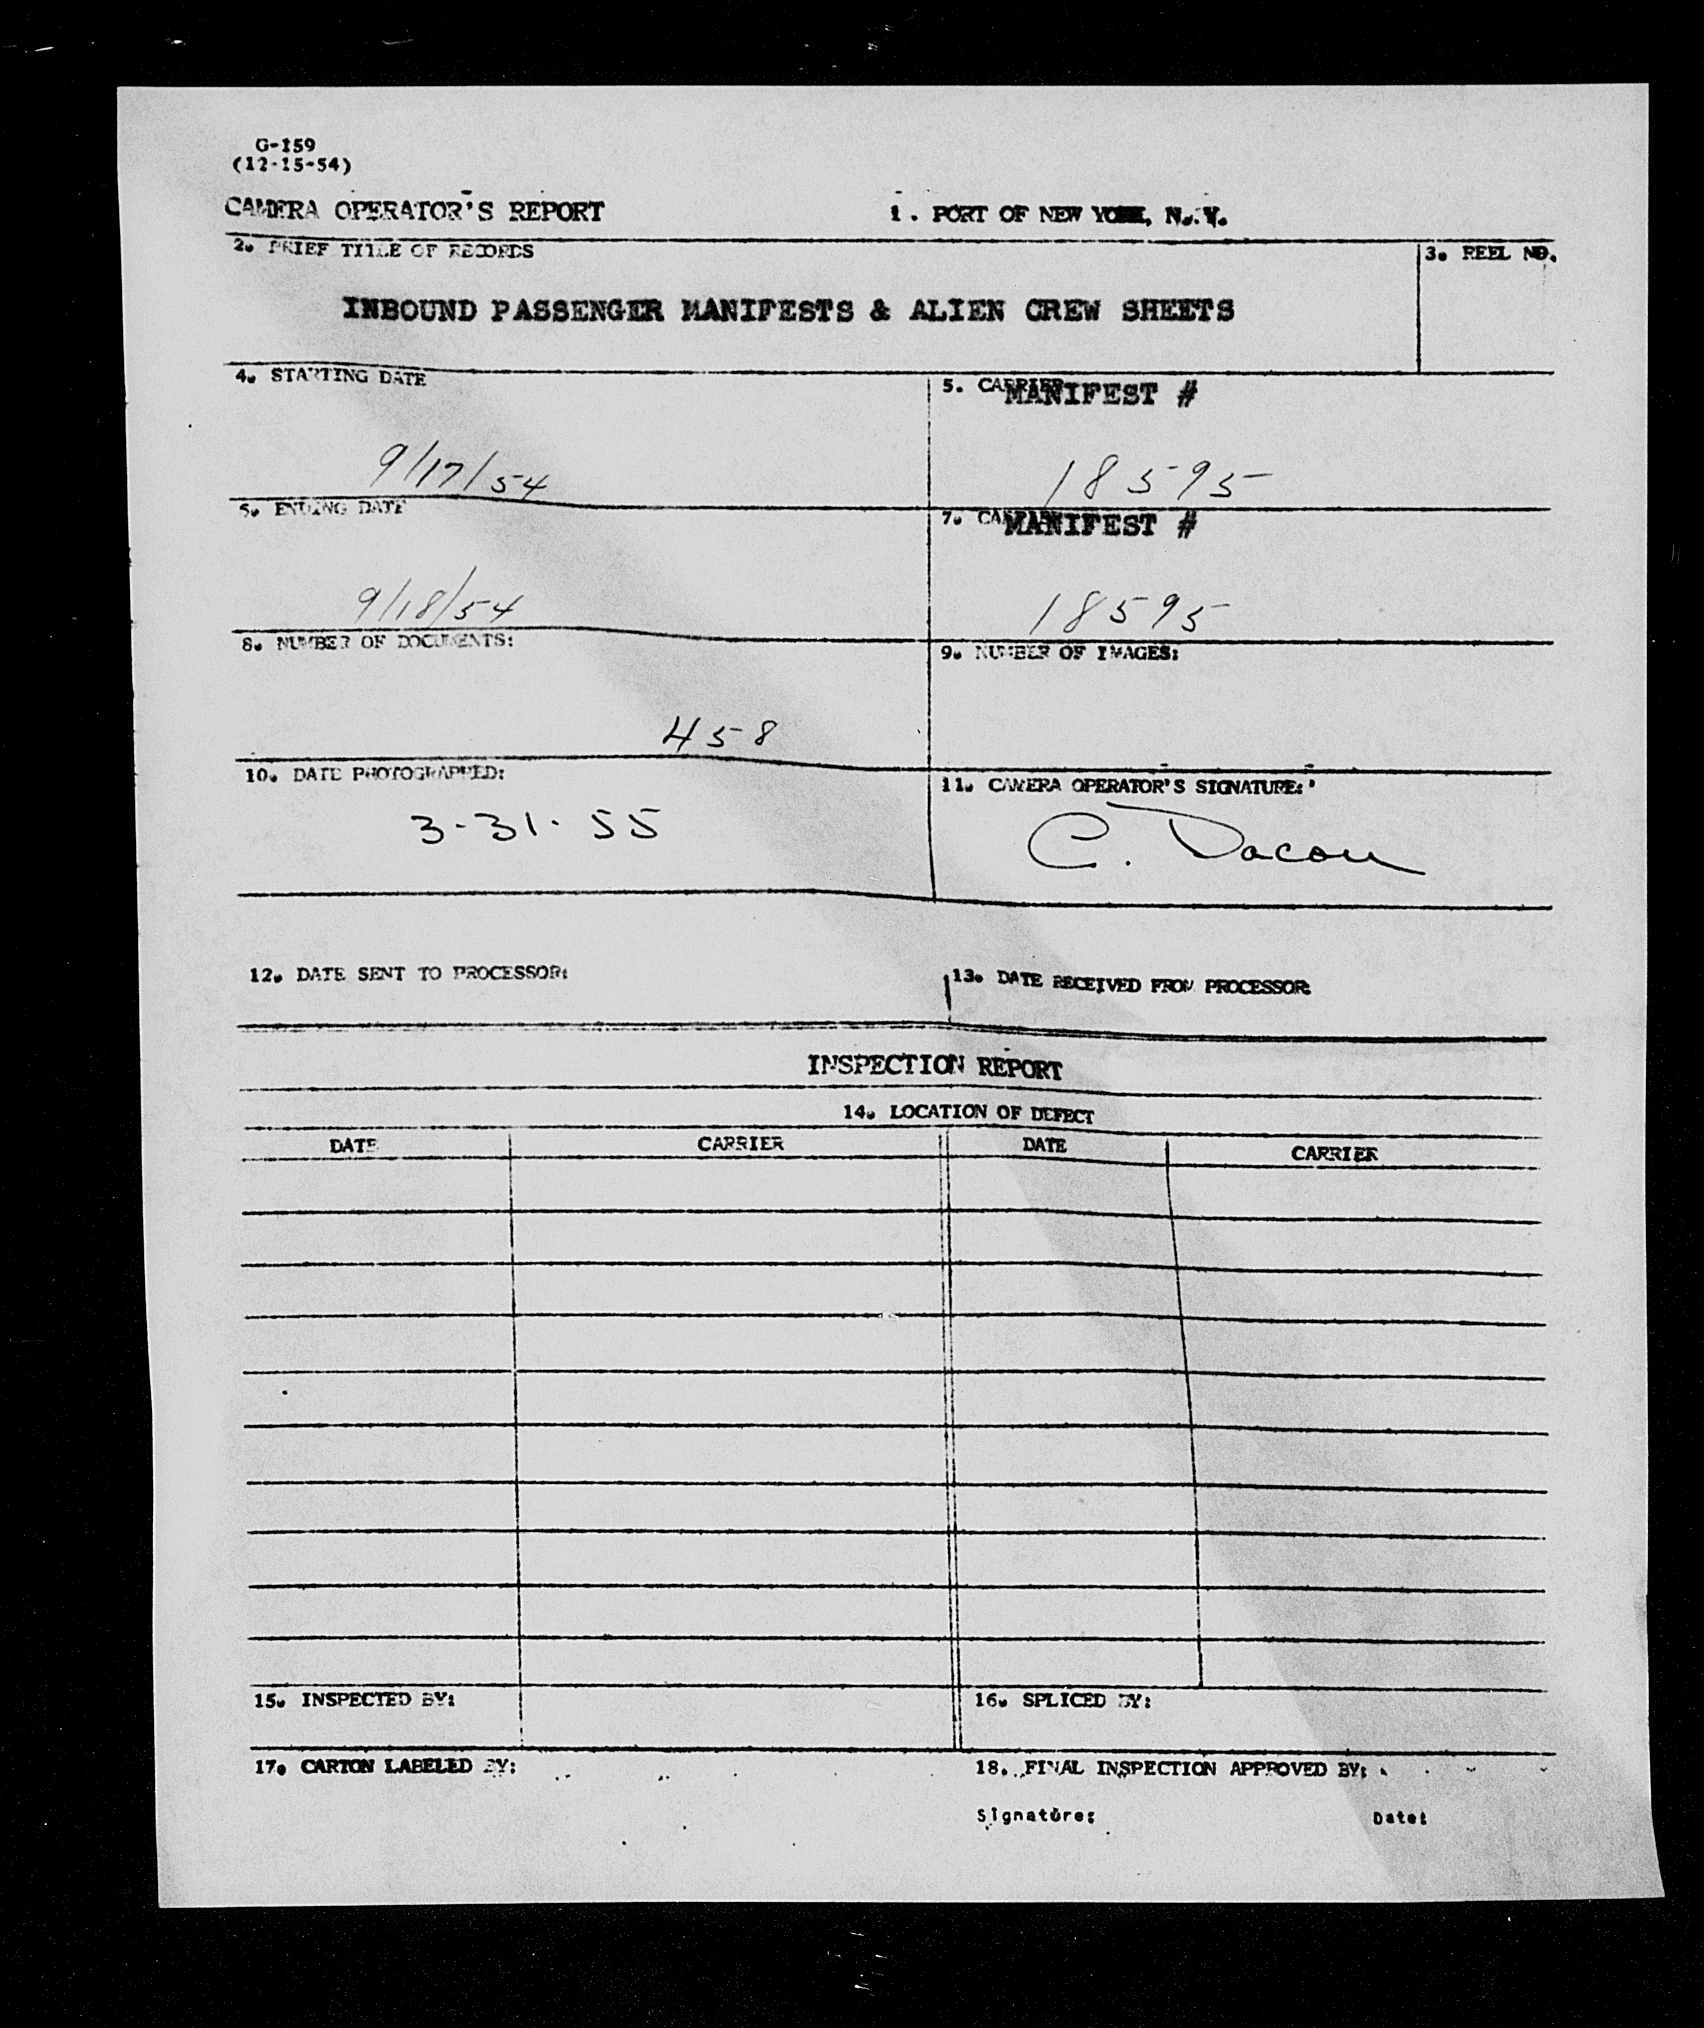 G-159
(12-15-54)
CAMERA OPERATOR'S REPORT
1. PORT OF NEW YORK, N. Y.
2. BRIEF TITLE OF RECORDS
3. REEL NO.
INBOUND PASSENGER MANIFESTS & ALIEN CREW SHEETS
4. STARTING DATE
5. CARRIER
MANIFEST #
9/17/54
18595
5. ENDING DATE
7.
MANIFEST #
9/18/54
18595
8. NUMBER OF DOCUMENTS:
9. NUMBER OF IMAGES:
458
10. DATE PHOTOGRAPHED:
11. CAMERA OPERATOR'S SIGNATURE:
3-31-55
C. Dacou
12. DATE SENT TO PROCESSOR:
13. DATE RECEIVED FROM PROCESSOR:
INSPECTION REPORT
14. LOCATION OF DEFECT
DATE CARRIER DATE CARRIER
15. INSPECTED BY:
16. SPLICED BY:
17. CARTON LABELED BY:
18. FINAL INSPECTION APPROVED BY:
Signature: Date: